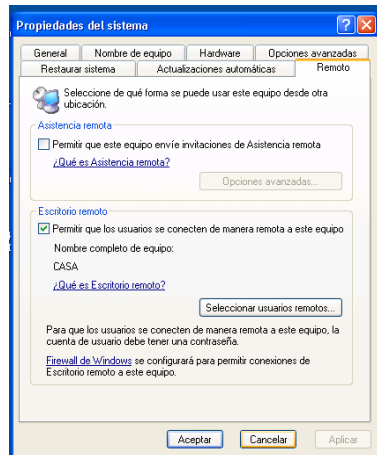 Propiedades del sistema
General Nombre de equipo Hardware Opciones avanzadas
Restaurar sistema Actualizaciones automáticas Remoto
Seleccione de qué forma se puede usar este equipo desde otra
ubicación.
Asistencia remota
Permitir que este equipo envíe invitaciones de Asistencia remota
¿Qué es Asistencia remota?
Opciones avanzadas...
Escritorio remoto
Permitir que los usuarios se conecten de manera remota a este equipo
Nombre completo de equipo:
CASA
¿Qué es Escritorio remoto?
Seleccionar usuarios remotos...
Para que los usuarios se conecten de manera remota a este equipo, la
cuenta de usuario debe tener una contraseña.
Firewall de Windows se configurará para permitir conexiones de
Escritorio remoto a este equipo.
Aceptar Cancelar Aplicar